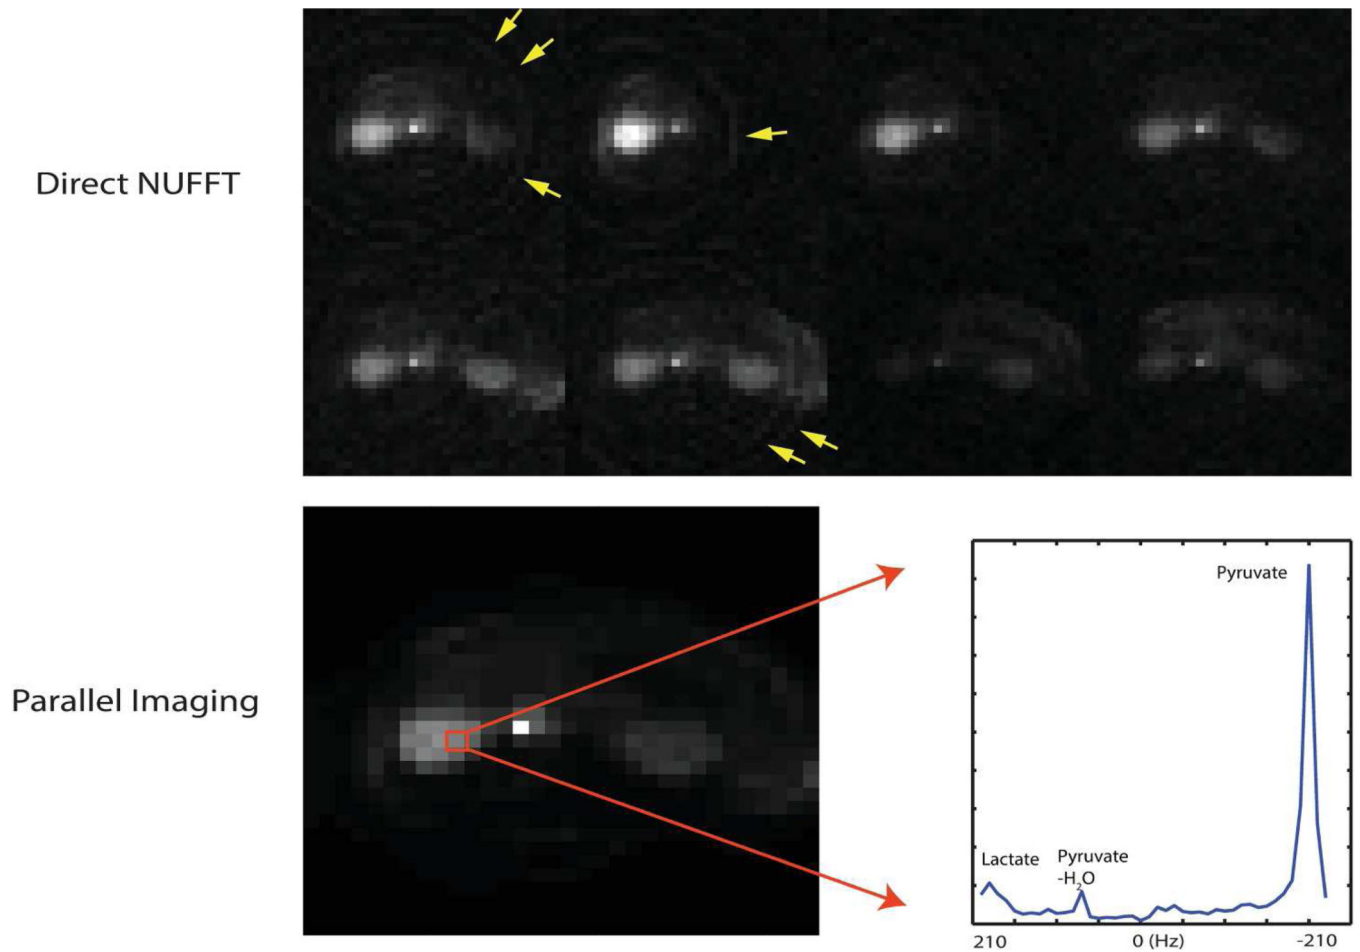 Direct NUFFT
Parallel Imaging
Pyruvate
Lactate
Pyruvate
-H₂O
210
0 (Hz)
-210